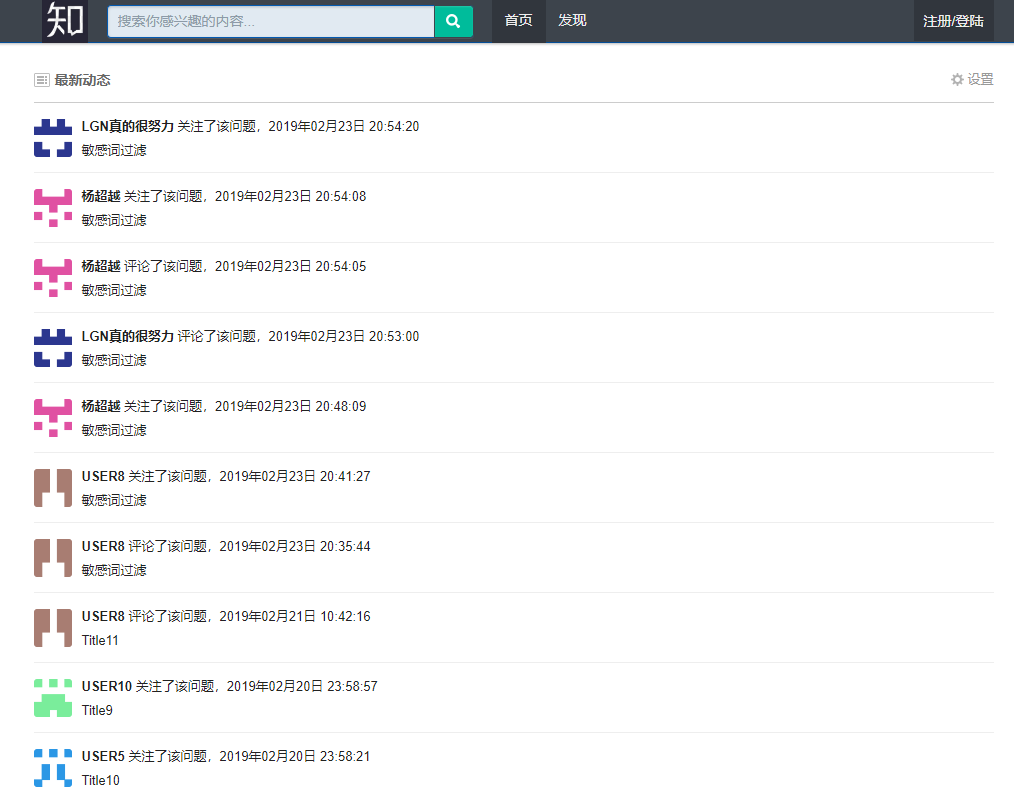 知
搜索你感兴趣的内容...
首页
发现
注册/登陆
最新动态
设置
LGN真的很努力 关注了该问题，2019年02月23日 20:54:20
敏感词过滤
杨超越 关注了该问题，2019年02月23日 20:54:08
敏感词过滤
杨超越 评论了该问题，2019年02月23日 20:54:05
敏感词过滤
LGN真的很努力 评论了该问题，2019年02月23日 20:53:00
敏感词过滤
杨超越 关注了该问题，2019年02月23日 20:48:09
敏感词过滤
USER8 关注了该问题，2019年02月23日 20:41:27
敏感词过滤
USER8 评论了该问题，2019年02月23日 20:35:44
敏感词过滤
USER8 评论了该问题，2019年02月21日 10:42:16
Title11
USER10 关注了该问题，2019年02月20日 23:58:57
Title9
USER5 关注了该问题，2019年02月20日 23:58:21
Title10